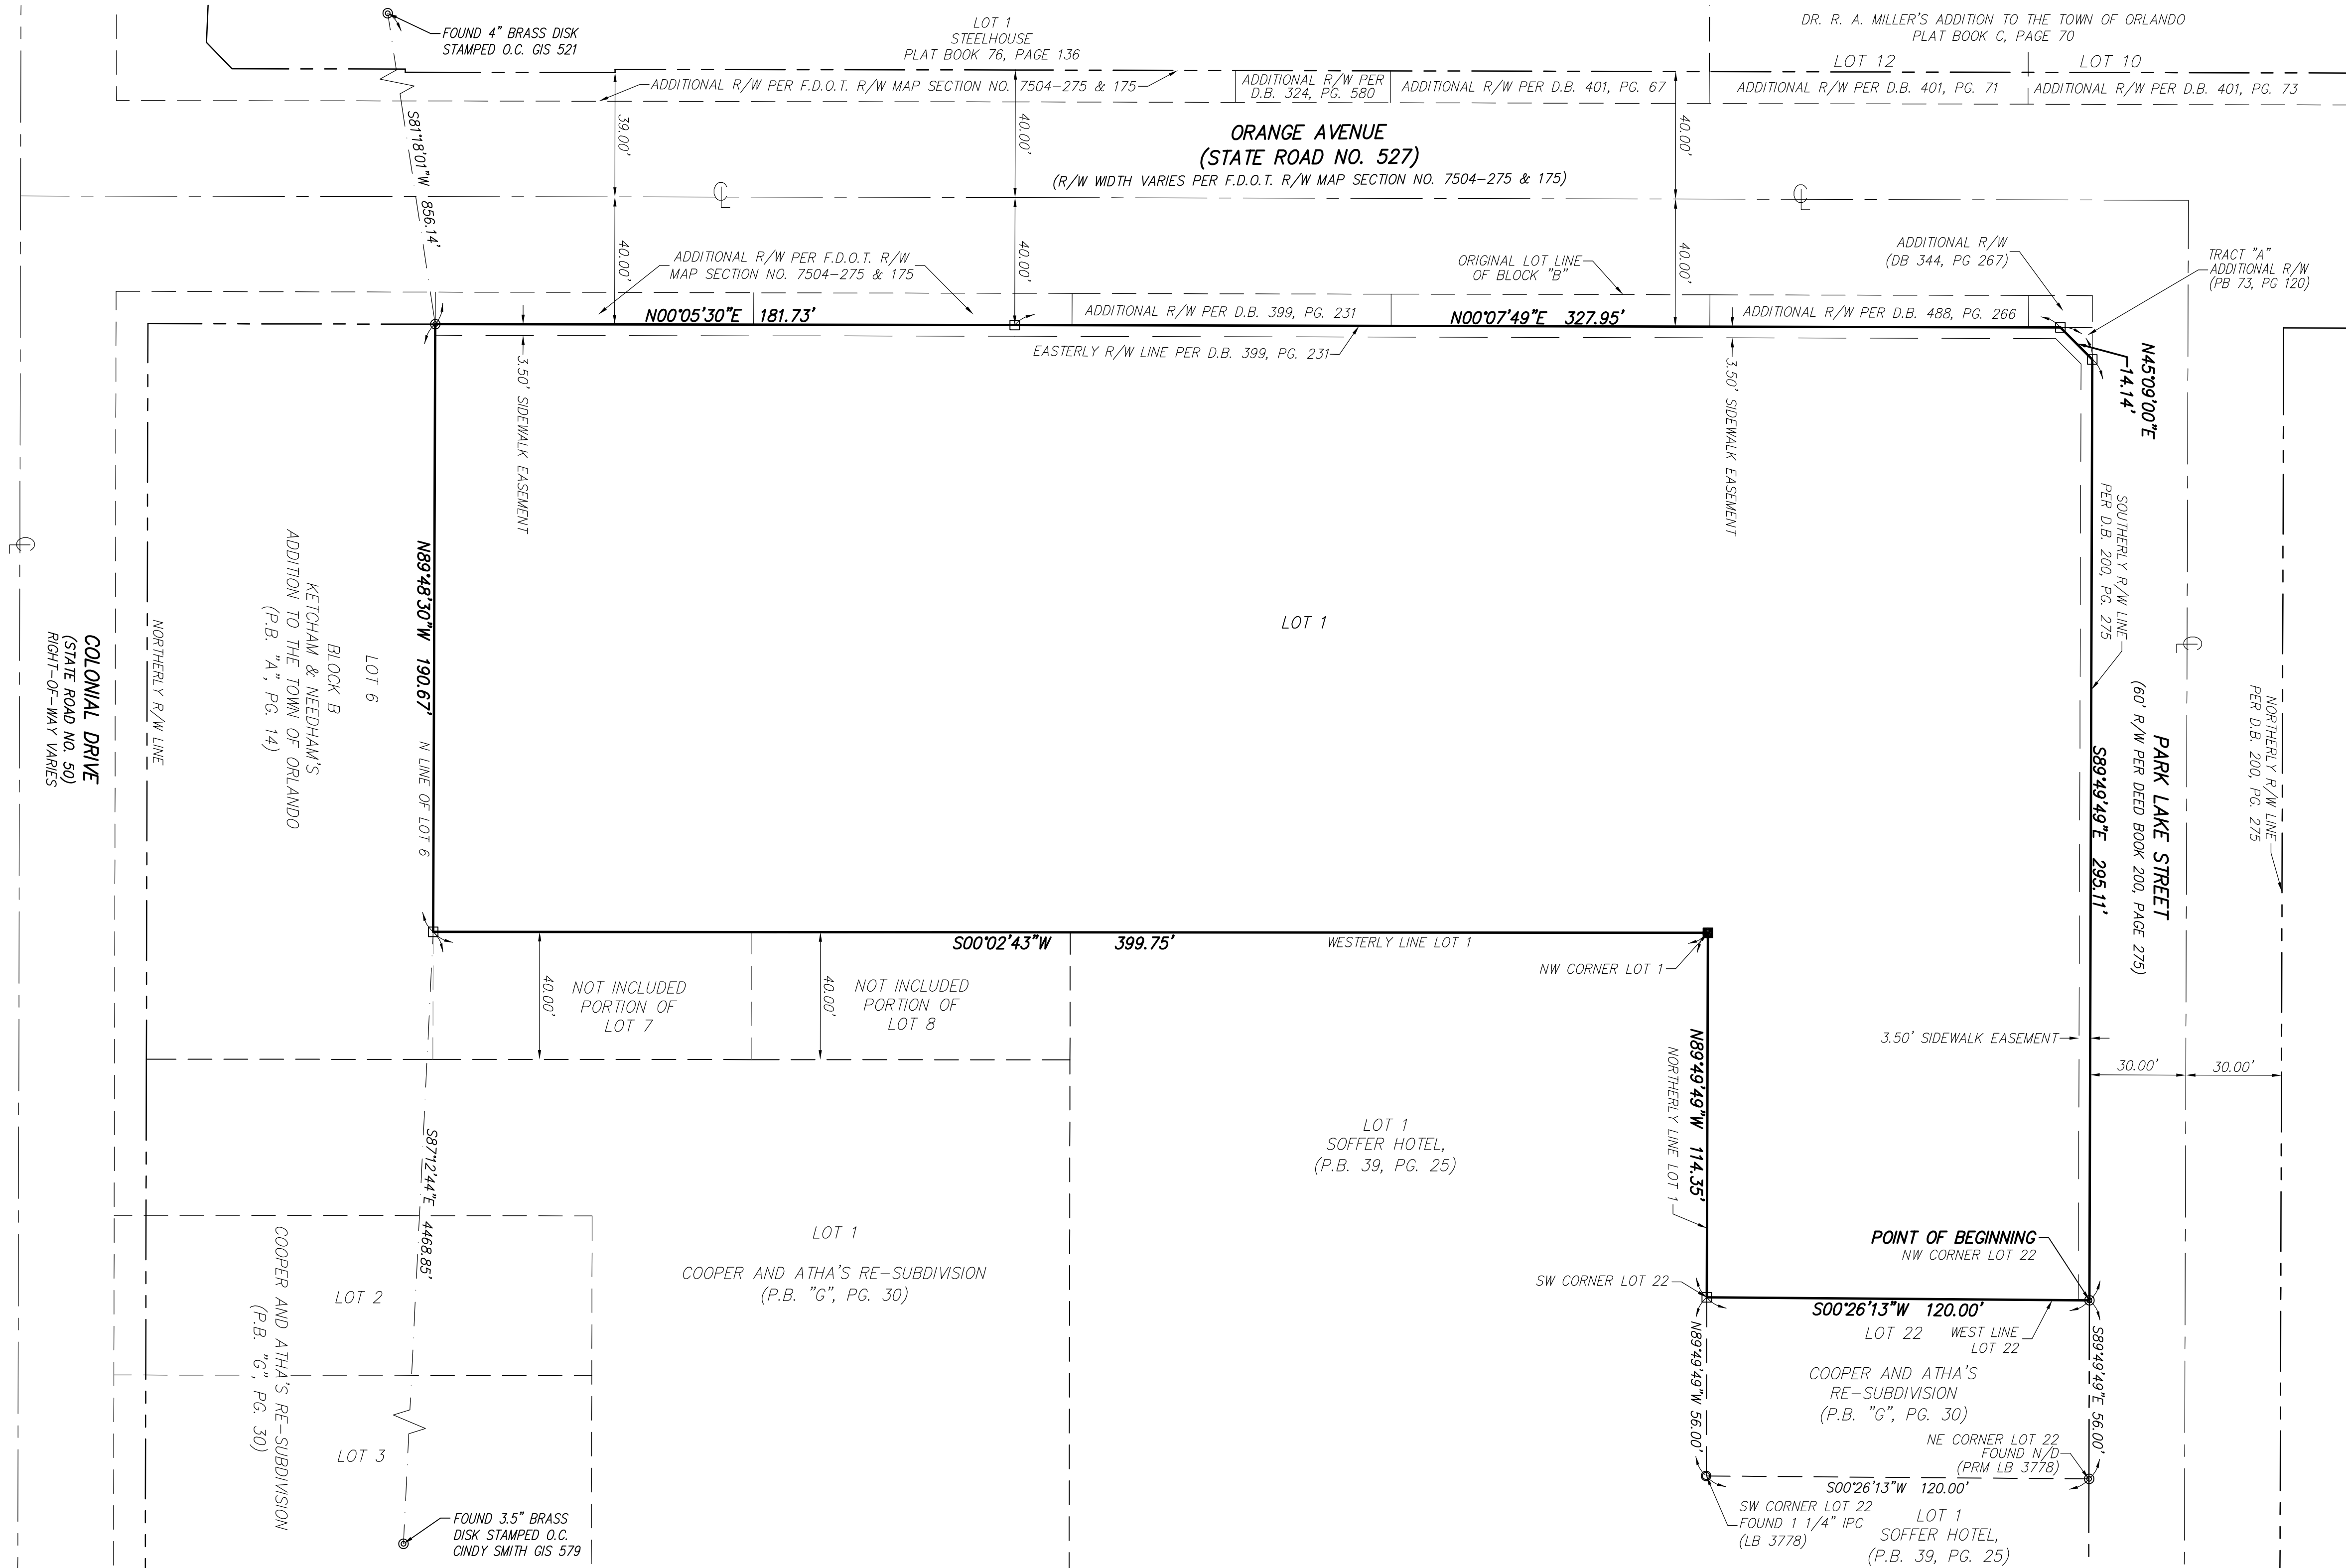 FOUND 4" BRASS DISK
STAMPED O.C. GIS 521
LOT 1
STEELHOUSE
PLAT BOOK 76, PAGE 136
DR. R. A. MILLER'S ADDITION TO THE TOWN OF ORLANDO
PLAT BOOK C, PAGE 70
LOT 12
LOT 10
ADDITIONAL R/W PER F.D.O.T. R/W MAP SECTION NO. 7504-275 & 175
ADDITIONAL R/W PER
D.B. 324, PG. 580
ADDITIONAL R/W PER D.B. 401, PG. 67
ADDITIONAL R/W PER D.B. 401, PG. 71
ADDITIONAL R/W PER D.B. 401, PG. 73
S81°18'01"W 856.14'
39.00'
40.00'
40.00'
ORANGE AVENUE
(STATE ROAD NO. 527)
(R/W WIDTH VARIES PER F.D.O.T. R/W MAP SECTION NO. 7504-275 & 175)
CL
CL
40.00'
40.00'
40.00'
ADDITIONAL R/W PER F.D.O.T. R/W
MAP SECTION NO. 7504-275 & 175
ORIGINAL LOT LINE
OF BLOCK "B"
ADDITIONAL R/W
(DB 344, PG 267)
TRACT "A"
ADDITIONAL R/W
(PB 73, PG 120)
N00°05'30"E 181.73'
ADDITIONAL R/W PER D.B. 399, PG. 231
N00°07'49"E 327.95'
ADDITIONAL R/W PER D.B. 488, PG. 266
EASTERLY R/W LINE PER D.B. 399, PG. 231
3.50' SIDEWALK EASEMENT
3.50' SIDEWALK EASEMENT
N45°09'00"E
14.14'
SOUTHERLY R/W LINE
PER D.B. 200, PG. 275
CL
CL
LOT 1
COLONIAL DRIVE
(STATE ROAD NO. 50)
RIGHT-OF-WAY VARIES
NORTHERLY R/W LINE
LOT 6
BLOCK B
KETCHAM & NEEDHAM'S
ADDITION TO THE TOWN OF ORLANDO
(P.B. "A", PG. 14)
N89°48'30"W 190.67'
N LINE OF LOT 6
S89°49'49"E 295.11'
PARK LAKE STREET
(60' R/W PER DEED BOOK 200, PAGE 275)
NORTHERLY R/W LINE
PER D.B. 200, PG. 275
S00°02'43"W 399.75'
WESTERLY LINE LOT 1
NW CORNER LOT 1
40.00'
NOT INCLUDED
PORTION OF
LOT 7
40.00'
NOT INCLUDED
PORTION OF
LOT 8
N89°49'49"W 114.35'
NORTHERLY LINE LOT 1
3.50' SIDEWALK EASEMENT
30.00'
30.00'
LOT 1
SOFFER HOTEL,
(P.B. 39, PG. 25)
S87°12'44"E 4468.85'
LOT 1
COOPER AND ATHA'S RE-SUBDIVISION
(P.B. "G", PG. 30)
POINT OF BEGINNING
NW CORNER LOT 22
SW CORNER LOT 22
S00°26'13"W 120.00'
LOT 22
WEST LINE
LOT 22
COOPER AND ATHA'S
RE-SUBDIVISION
(P.B. "G", PG. 30)
N89°49'49"W 56.00'
S89°49'49"E 56.00'
LOT 2
COOPER AND ATHA'S RE-SUBDIVISION
(P.B. "G", PG. 30)
LOT 3
NE CORNER LOT 22
FOUND N/D
(PRM LB 3778)
S00°26'13"W 120.00'
SW CORNER LOT 22
FOUND 1 1/4" IPC
(LB 3778)
LOT 1
SOFFER HOTEL,
(P.B. 39, PG. 25)
FOUND 3.5" BRASS
DISK STAMPED O.C.
CINDY SMITH GIS 579